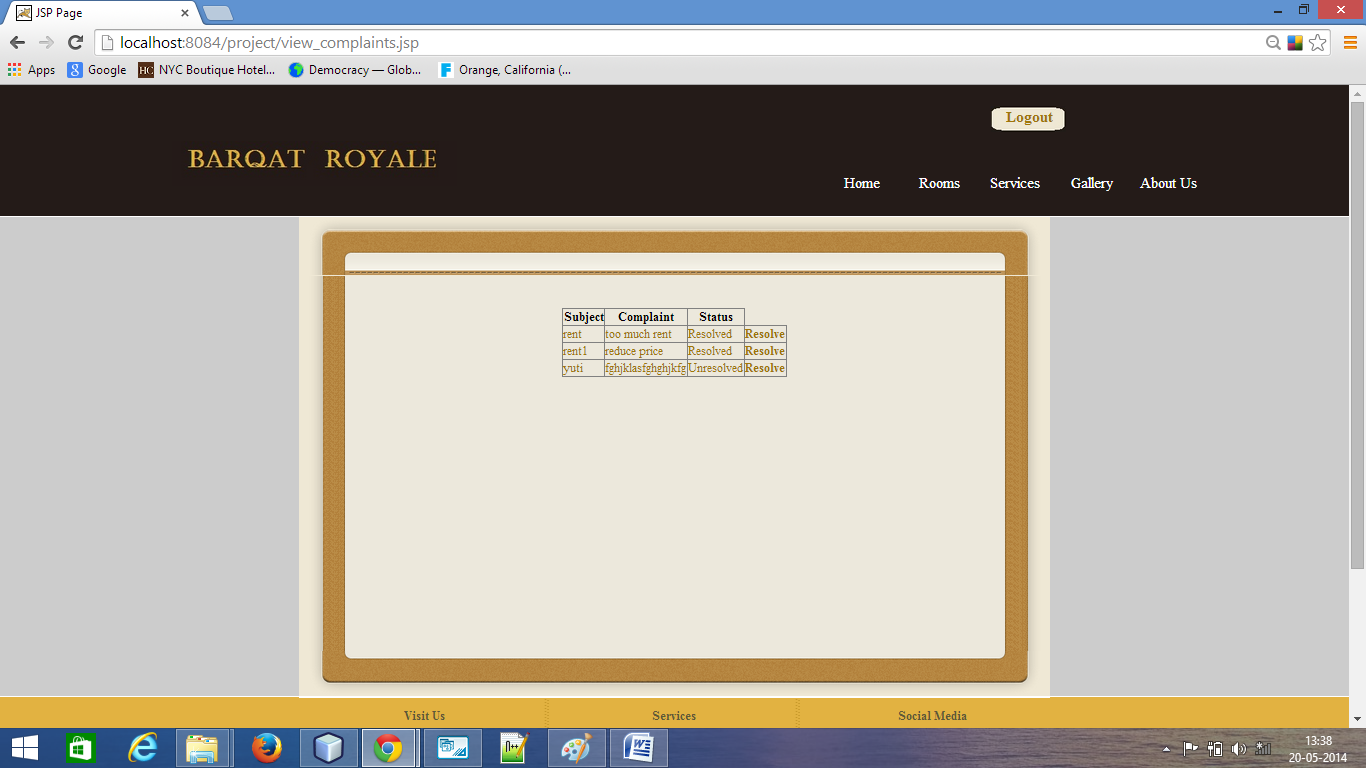 JSP Page
localhost:8084/project/view_complaints.jsp
Apps Google NYC Boutique Hotel... Democracy — Glob... Orange, California (...
Logout
BARQAT ROYALE
Home Rooms Services Gallery About Us
Subject Complaint Status
rent too much rent Resolved Resolve
rent1 reduce price Resolved Resolve
yuti fghjklasfghghjkfg Unresolved Resolve
Visit Us Services Social Media
13:38
20-05-2014